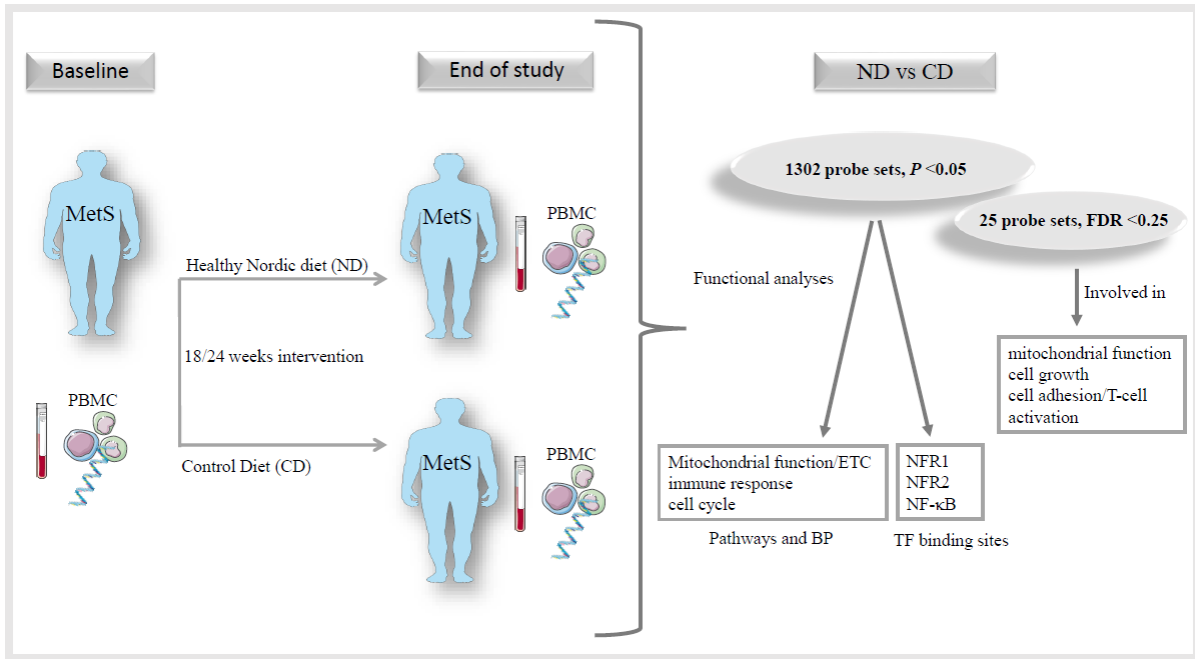 Baseline
End of study
ND vs CD
MetS
PBMC
Healthy Nordic diet (ND)
18/24 weeks intervention
Control Diet (CD)
MetS
PBMC
MetS
PBMC
1302 probe sets, P <0.05
25 probe sets, FDR <0.25
Functional analyses
Involved in
mitochondrial function
cell growth
cell adhesion/T-cell
activation
Mitochondrial function/ETC
immune response
cell cycle
Pathways and BP
NFR1
NFR2
NF-κB
TF binding sites